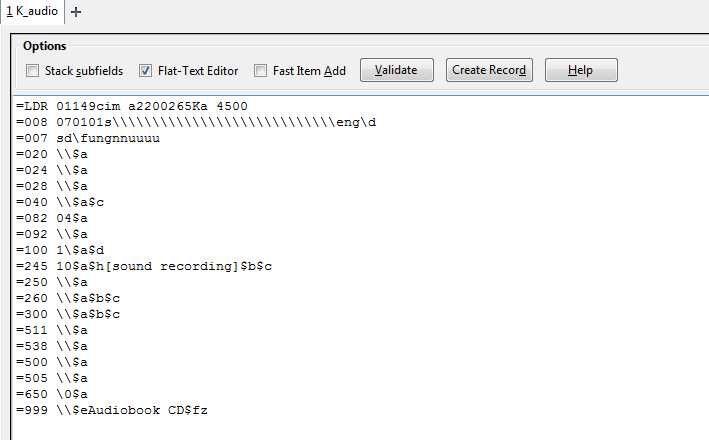 1 K_audio +
Options
Stack subfields Flat-Text Editor Fast Item Add Validate Create Record Help
=LDR 01149cim a2200265Ka 4500
=008 070101s\\\\\\\\\\\\\\\\\\\\\\\\\\\\eng\d
=007 sd\fungnnuuuu
=020 \\$a
=024 \\$a
=028 \\$a
=040 \\$a$c
=082 04$a
=092 \\$a
=100 1\$a$d
=245 10$a$h[sound recording]$b$c
=250 \\$a
=260 \\$a$b$c
=300 \\$a$b$c
=511 \\$a
=538 \\$a
=500 \\$a
=505 \\$a
=650 \0$a
=999 \\$eAudiobook CD$fz